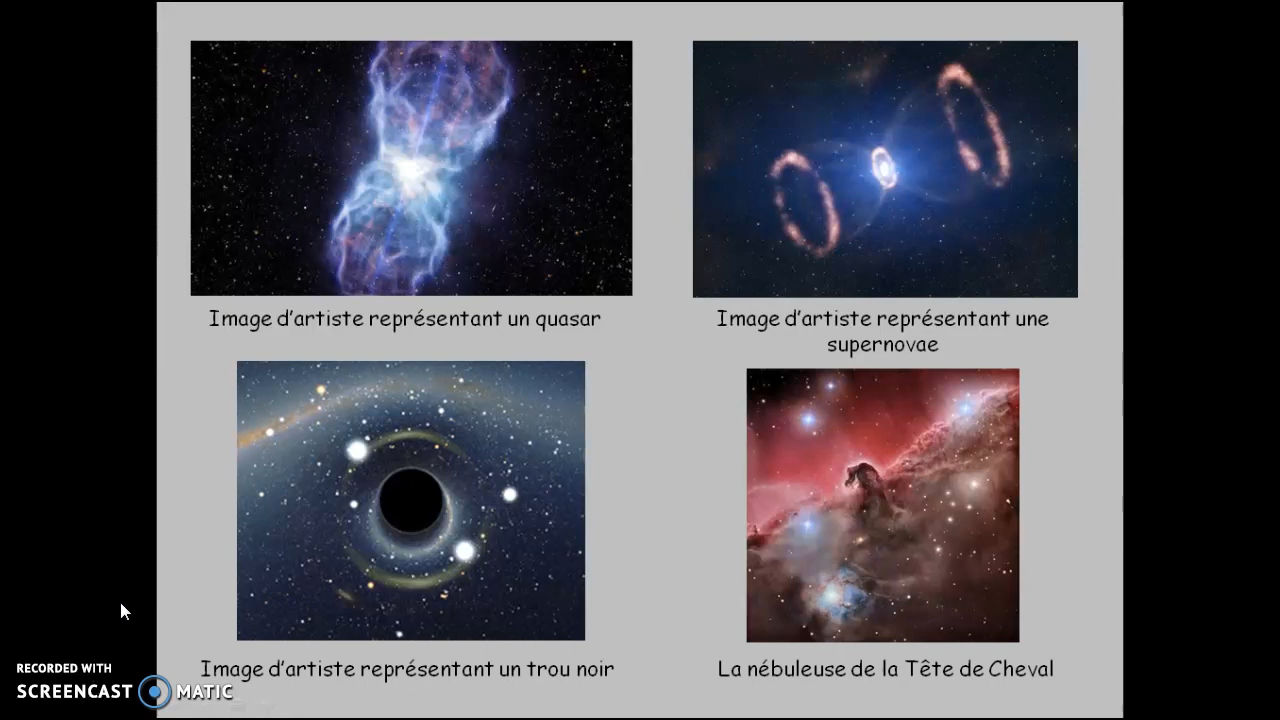 Image d'artiste représentant un quasar
Image d'artiste représentant une
supernovae
Image d'artiste représentant un trou noir
La nébuleuse de la Tête de Cheval
RECORDED WITH
SCREENCAST MATIC